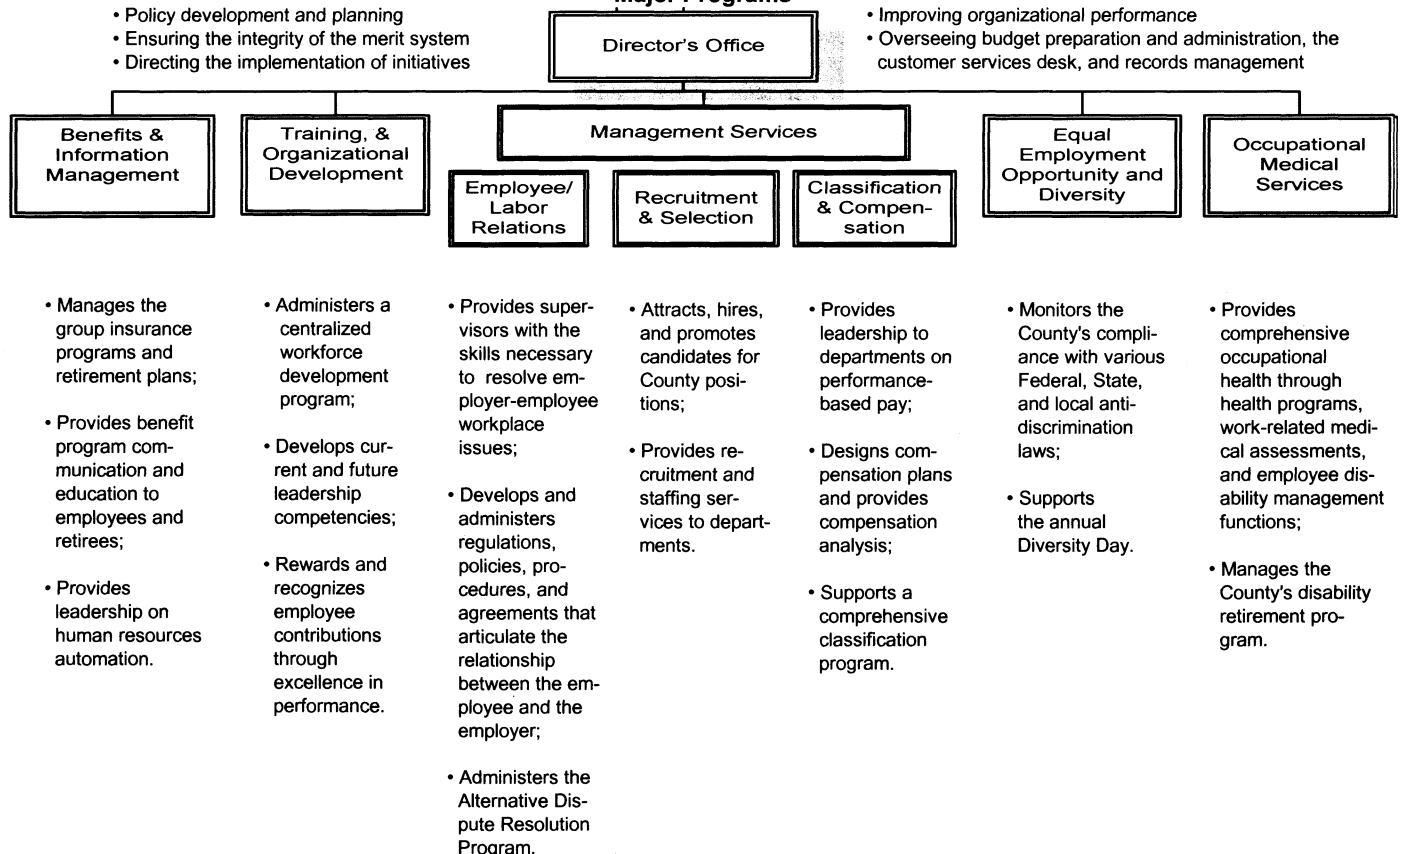 Major Programs
• Policy development and planning
• Ensuring the integrity of the merit system
• Directing the implementation of initiatives
Director's Office
• Improving organizational performance
• Overseeing budget preparation and administration, the
customer services desk, and records management
Benefits &
Information
Management
Training, &
Organizational
Development
Management Services
Employee/
Labor
Relations
Recruitment
& Selection
Classification
& Compen-
sation
Equal
Employment
Opportunity and
Diversity
Occupational
Medical
Services
• Manages the
group insurance
programs and
retirement plans;
• Provides benefit
program com-
munication and
education to
employees and
retirees;
• Provides
leadership on
human resources
automation.
• Administers a
centralized
workforce
development
program;
• Develops cur-
rent and future
leadership
competencies;
• Rewards and
recognizes
employee
contributions
through
excellence in
performance.
• Provides super-
visors with the
skills necessary
to resolve em-
ployer-employee
workplace
issues;
• Develops and
administers
regulations,
policies, pro-
cedures, and
agreements that
articulate the
relationship
between the em-
ployee and the
employer;
• Administers the
Alternative Dis-
pute Resolution
Program.
• Attracts, hires,
and promotes
candidates for
County posi-
tions;
• Provides re-
cruitment and
staffing ser-
vices to depart-
ments.
• Provides
leadership to
departments on
performance-
based pay;
• Designs com-
pensation plans
and provides
compensation
analysis;
• Supports a
comprehensive
classification
program.
• Monitors the
County's compli-
ance with various
Federal, State,
and local anti-
discrimination
laws;
• Supports
the annual
Diversity Day.
• Provides
comprehensive
occupational
health through
health programs,
work-related medi-
cal assessments,
and employee dis-
ability management
functions;
• Manages the
County's disability
retirement pro-
gram.